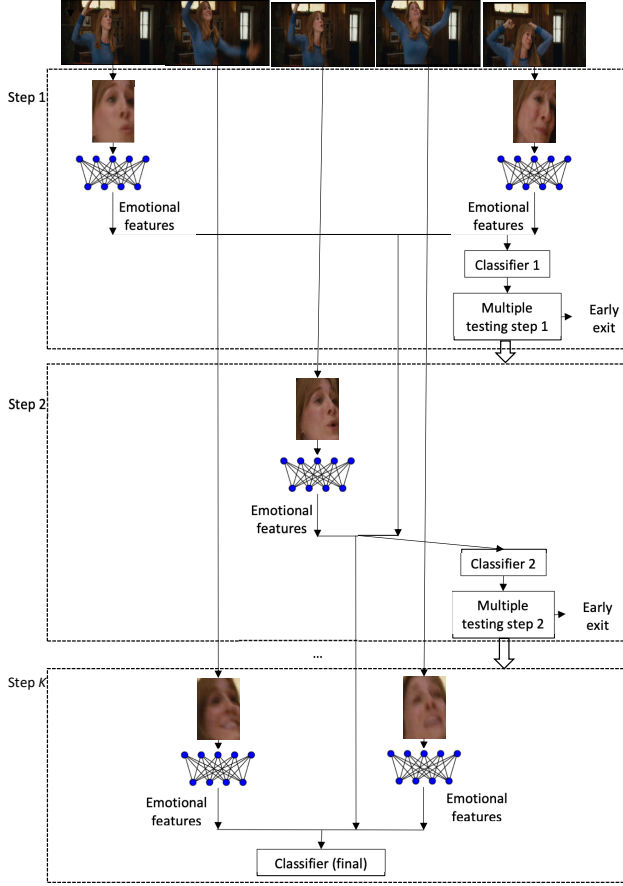 Step 1
Emotional
features
Emotional
features
Classifier 1
Multiple
testing step 1
Early
exit
Step 2
Emotional
features
Classifier 2
Multiple
testing step 2
Early
exit
...
Step K
Emotional
features
Emotional
features
Classifier (final)